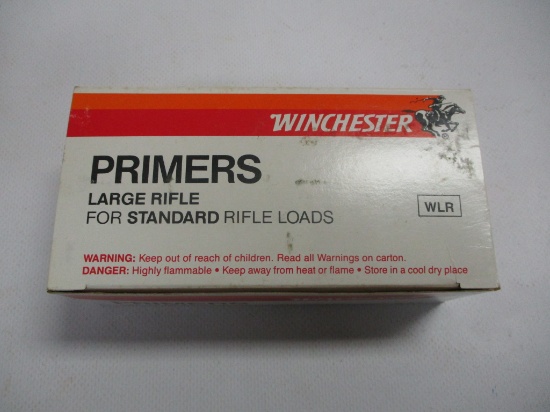 WINCHESTER
®
PRIMERS
LARGE RIFLE
FOR STANDARD RIFLE LOADS
WLR
WARNING: Keep out of reach of children. Read all Warnings on carton.
DANGER: Highly flammable • Keep away from heat or flame • Store in a cool dry place